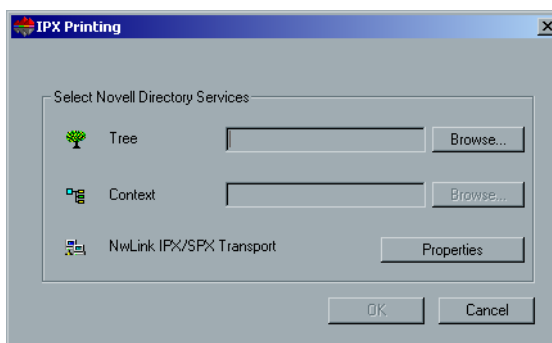 IPX Printing
Select Novell Directory Services
Tree
Browse...
Context
Browse...
NwLink IPX/SPX Transport
Properties
OK
Cancel